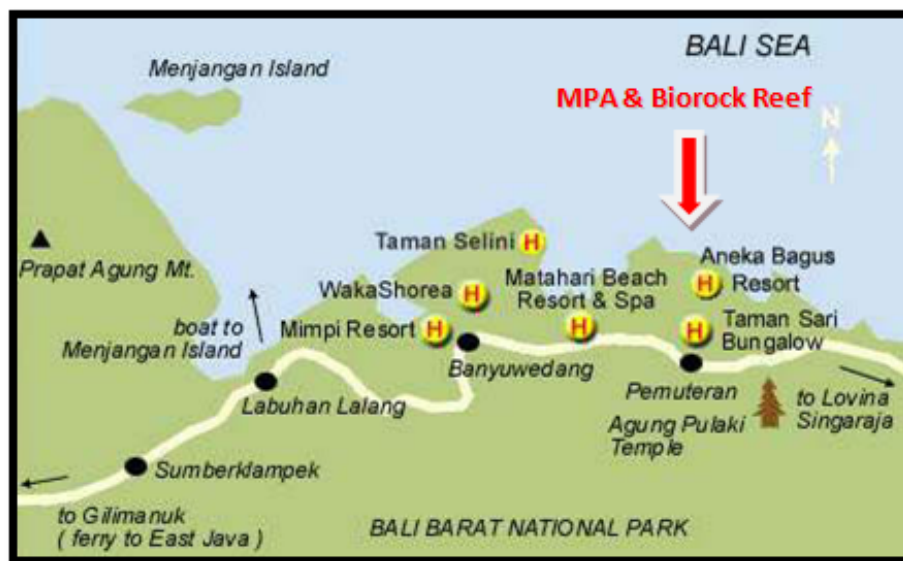 BALI SEA
Menjangan Island
MPA & Biorock Reef
N
Taman Selini H
Prapat Agung Mt.
Aneka Bagus
Resort
H
WakaShorea H
Matahari Beach
Resort & Spa
H
boat to
Menjangan Island
Mimpi Resort H
H Taman Sari
Bungalow
Banyuwedang
Pemuteran
Labuhan Lalang
Agung Pulaki
Temple
to Lovina
Singaraja
Sumberklampek
to Gilimanuk
( ferry to East Java )
BALI BARAT NATIONAL PARK